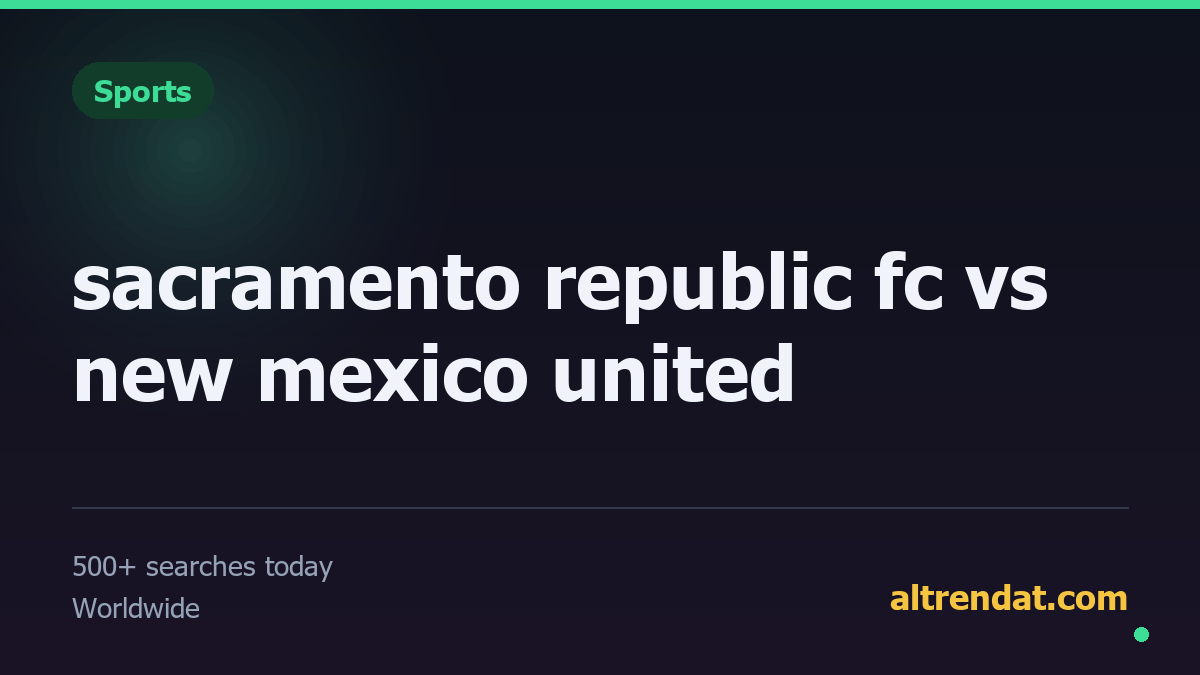 Sports
sacramento republic fc vs
new mexico united
500+ searches today
Worldwide
altrendat.com